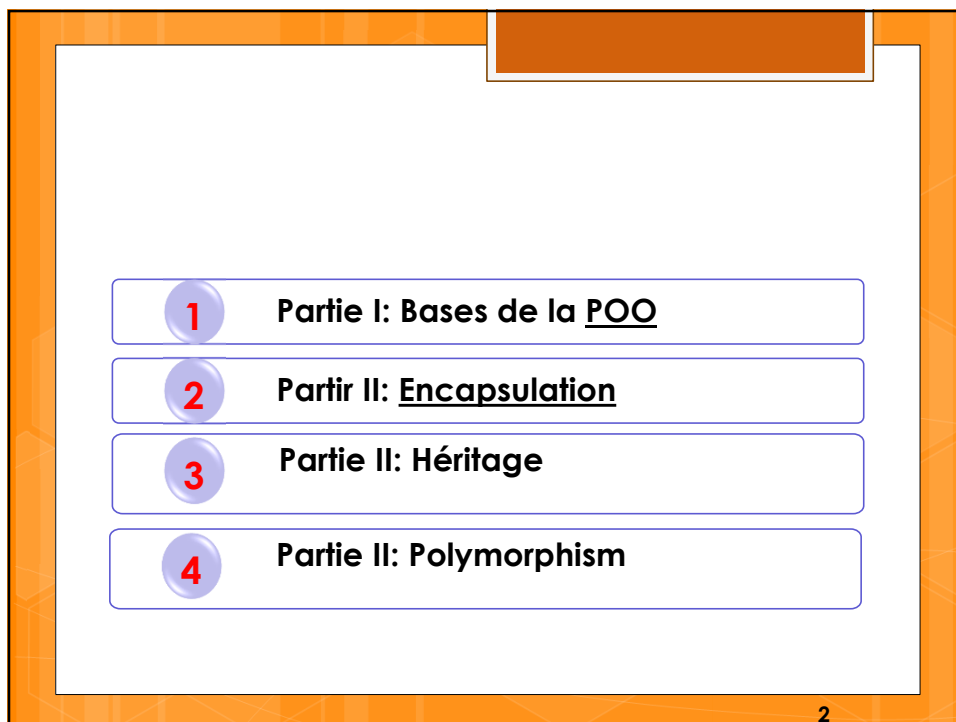 1 Partie I: Bases de la POO
2 Partir II: Encapsulation
3 Partie II: Héritage
4 Partie II: Polymorphism
2